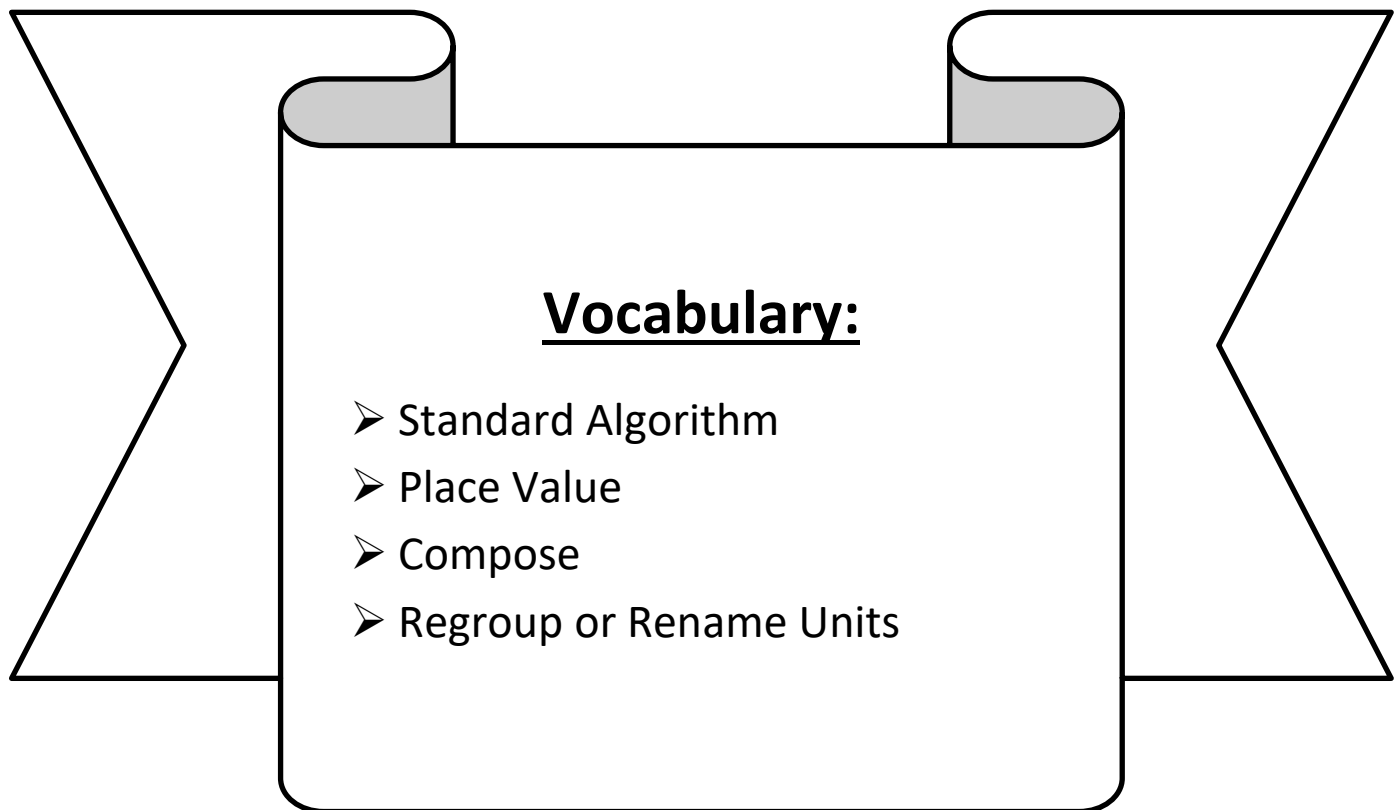 Vocabulary:
➢ Standard Algorithm
➢ Place Value
➢ Compose
➢ Regroup or Rename Units